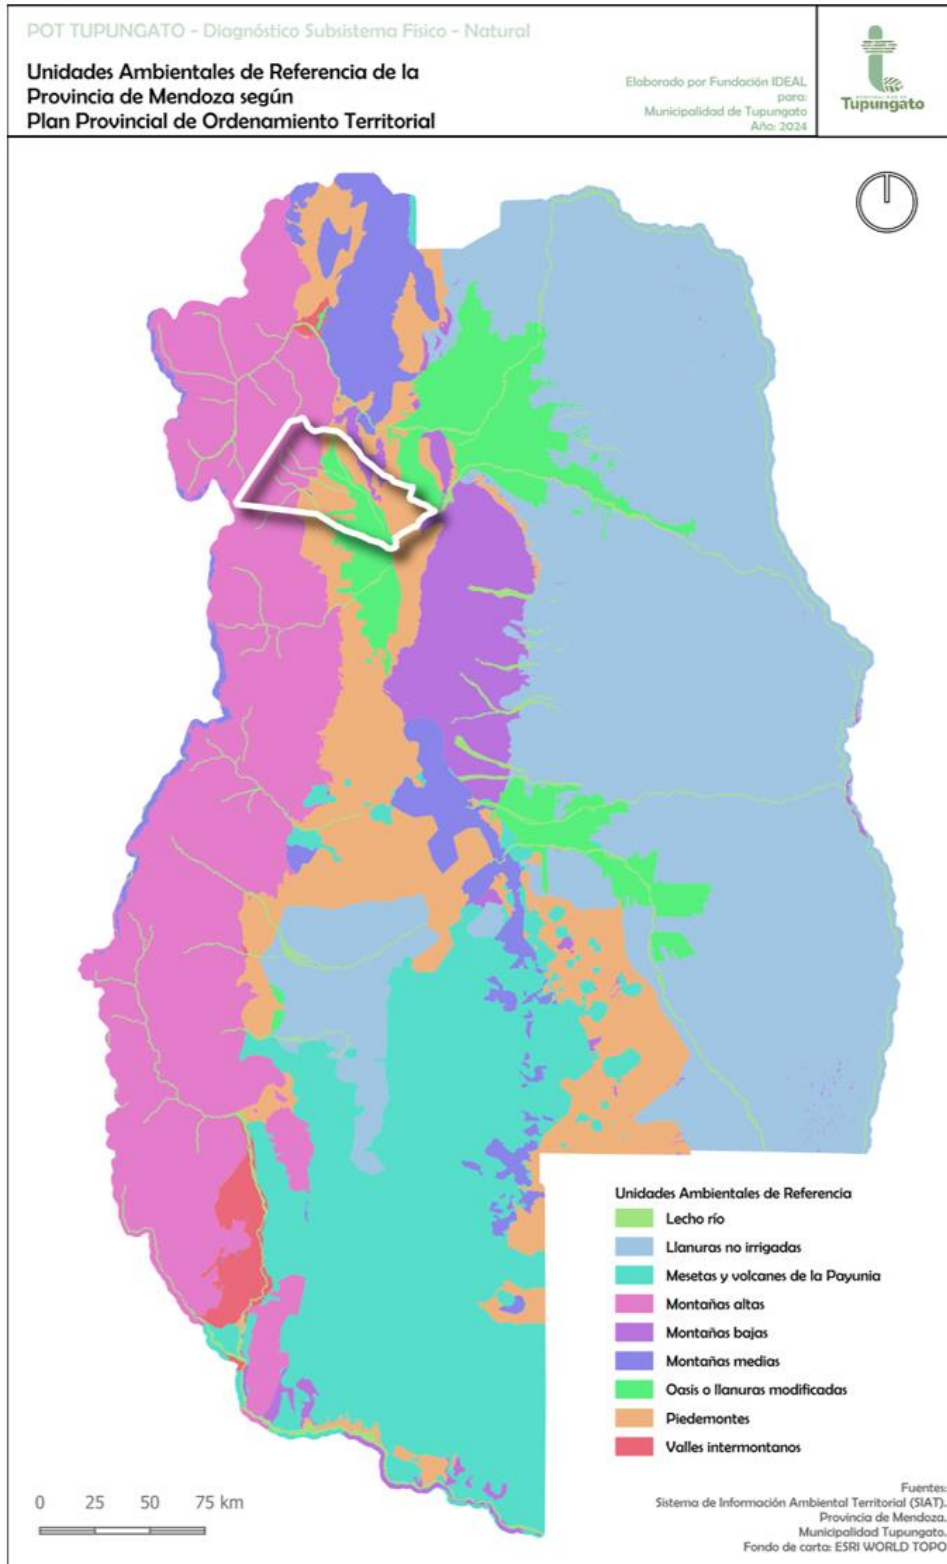 POT TUPUNGATO - Diagnóstico Subsistema Físico - Natural
Unidades Ambientales de Referencia de la
Provincia de Mendoza según
Plan Provincial de Ordenamiento Territorial
Elaborado por Fundación IDEAL
para:
Municipalidad de Tupungato
Año: 2024
Tupungato
Unidades Ambientales de Referencia
Lecho río
Llanuras no irrigadas
Mesetas y volcanes de la Payunia
Montañas altas
Montañas bajas
Montañas medias
Oasis o llanuras modificadas
Piedemontes
Valles intermontanos
0 25 50 75 km
Fuentes:
Sistema de Información Ambiental Territorial (SIAT).
Provincia de Mendoza.
Municipalidad Tupungato.
Fondo de carta: ESRI WORLD TOPO